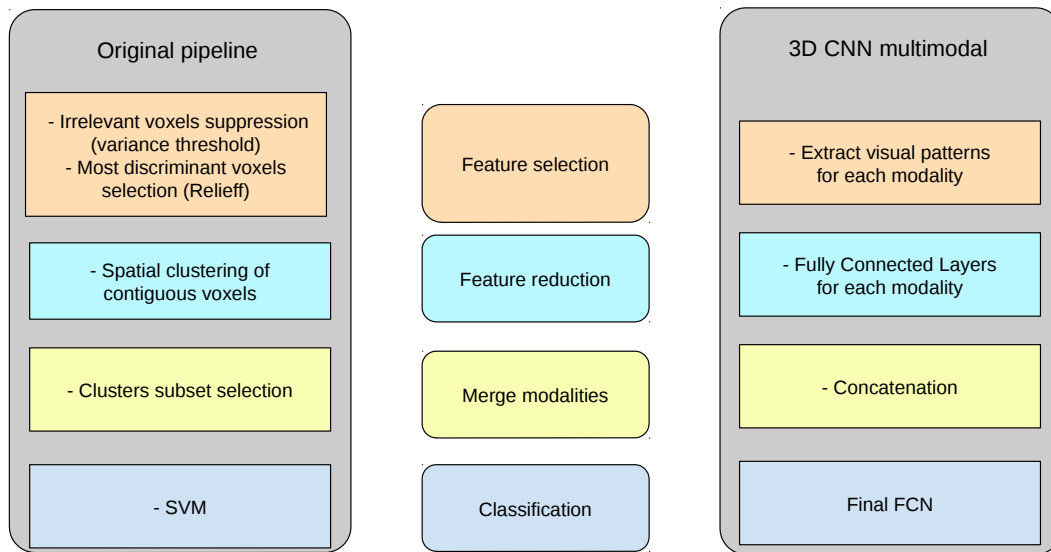 Original pipeline
- Irrelevant voxels suppression
(variance threshold)
- Most discriminant voxels
selection (Relieff)
- Spatial clustering of
contiguous voxels
- Clusters subset selection
- SVM
Feature selection
Feature reduction
Merge modalities
Classification
3D CNN multimodal
- Extract visual patterns
for each modality
- Fully Connected Layers
for each modality
- Concatenation
Final FCN